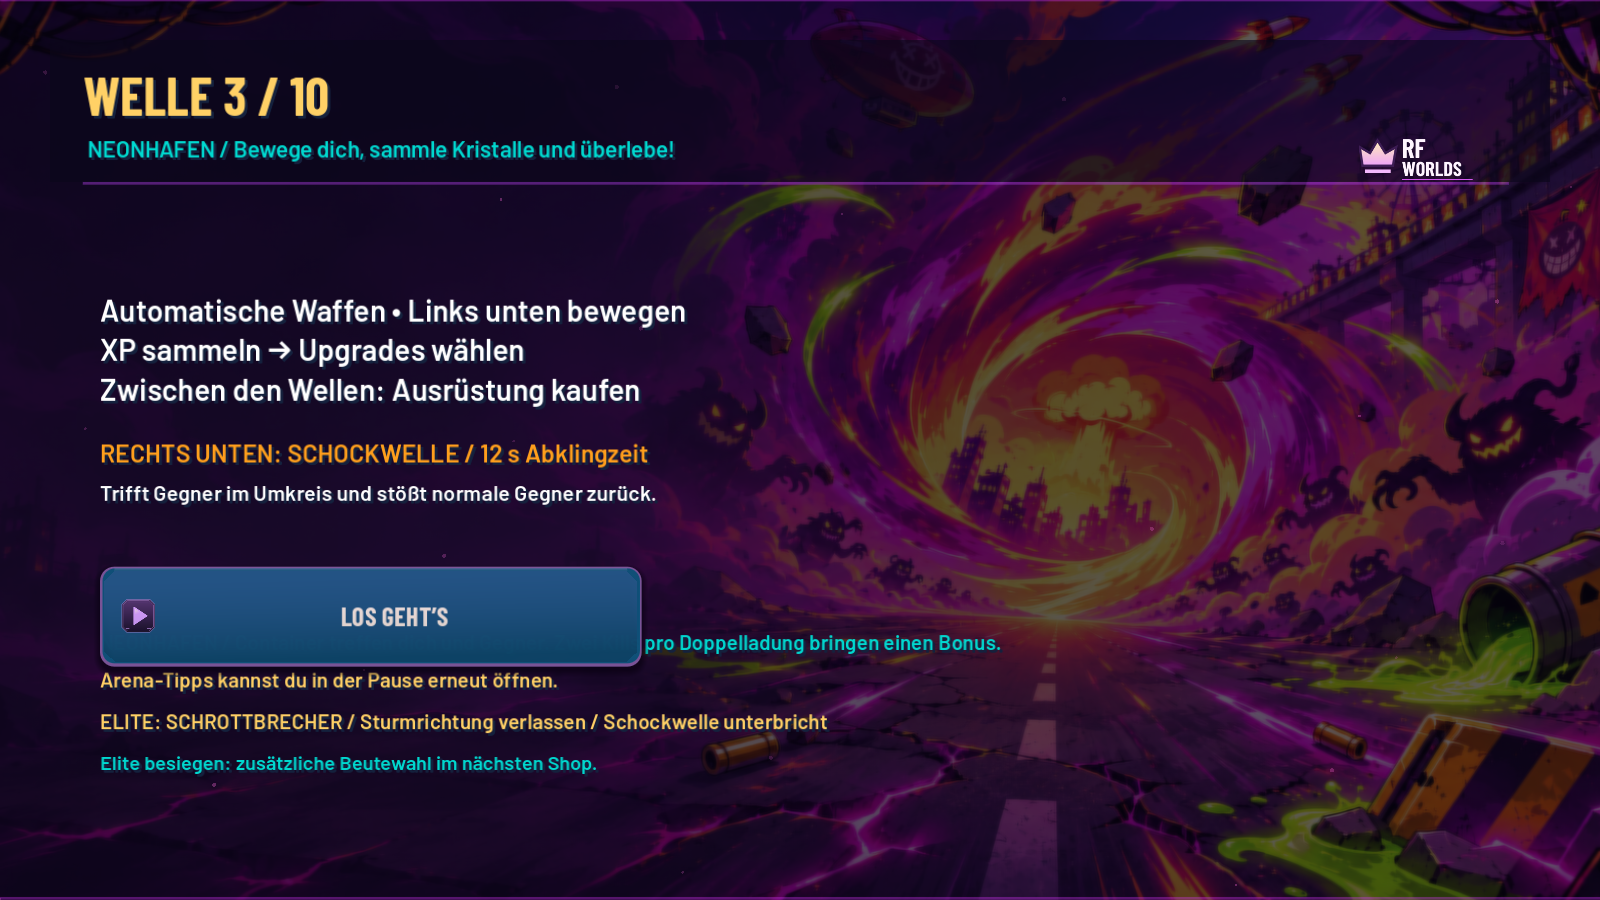 WELLE 3 / 10
NEONHAFEN / Bewege dich, sammle Kristalle und überlebe!
RF
WORLDS
Automatische Waffen • Links unten bewegen
XP sammeln → Upgrades wählen
Zwischen den Wellen: Ausrüstung kaufen
RECHTS UNTEN: SCHOCKWELLE / 12 s Abklingzeit
Trifft Gegner im Umkreis und stößt normale Gegner zurück.
LOS GEHT'S
pro Doppelladung bringen einen Bonus.
Arena-Tipps kannst du in der Pause erneut öffnen.
ELITE: SCHROTTBRECHER / Sturmrichtung verlassen / Schockwelle unterbricht
Elite besiegen: zusätzliche Beutewahl im nächsten Shop.